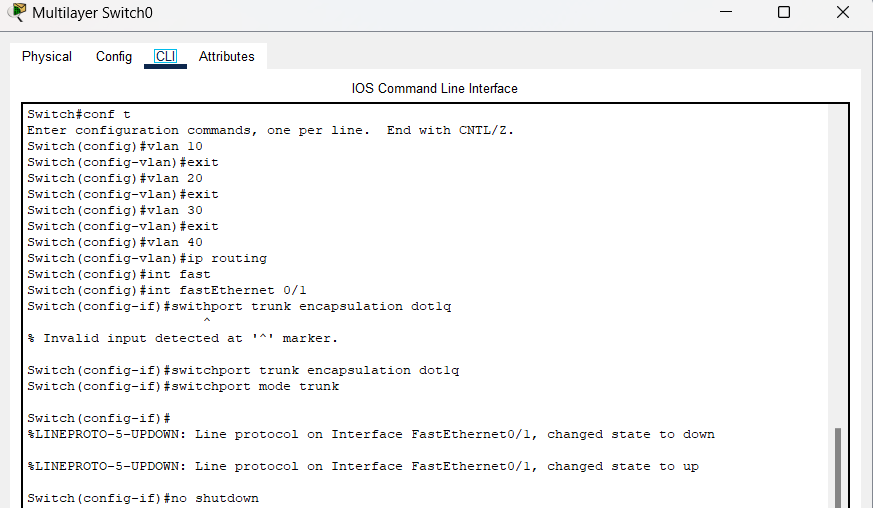 Multilayer Switch0
Physical Config CLI Attributes
IOS Command Line Interface
Switch#conf t
Enter configuration commands, one per line.  End with CNTL/Z.
Switch(config)#vlan 10
Switch(config-vlan)#exit
Switch(config)#vlan 20
Switch(config-vlan)#exit
Switch(config)#vlan 30
Switch(config-vlan)#exit
Switch(config)#vlan 40
Switch(config-vlan)#ip routing
Switch(config)#int fast
Switch(config)#int fastEthernet 0/1
Switch(config-if)#swithport trunk encapsulation dot1q
^
% Invalid input detected at '^' marker.
Switch(config-if)#switchport trunk encapsulation dot1q
Switch(config-if)#switchport mode trunk
Switch(config-if)#
%LINEPROTO-5-UPDOWN: Line protocol on Interface FastEthernet0/1, changed state to down
%LINEPROTO-5-UPDOWN: Line protocol on Interface FastEthernet0/1, changed state to up
Switch(config-if)#no shutdown